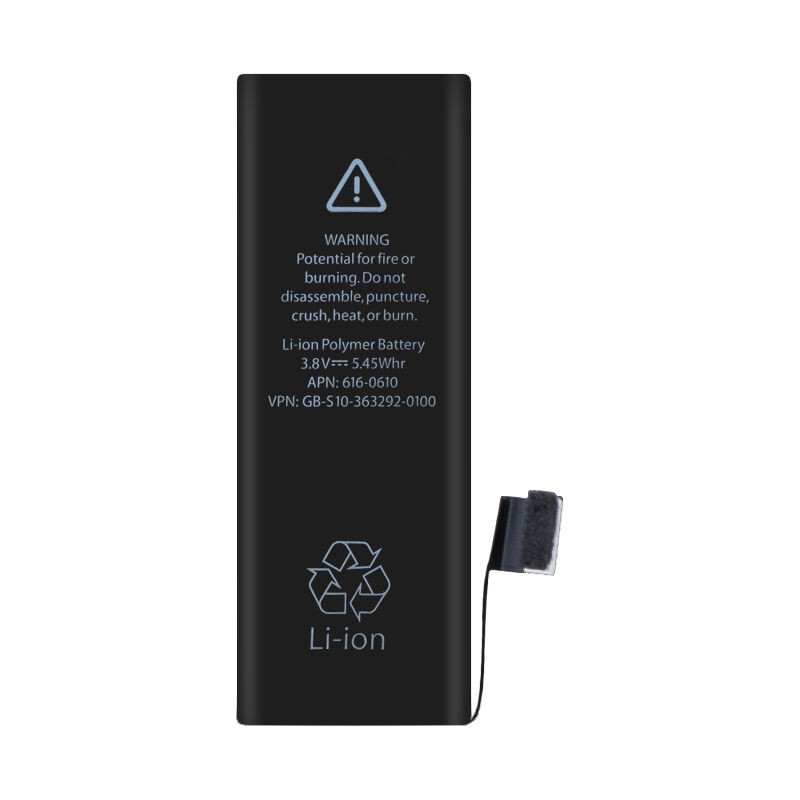 WARNING
Potential for fire or
burning. Do not
disassemble, puncture,
crush, heat, or burn.
Li-ion Polymer Battery
3.8V⎓ 5.45Whr
APN: 616-0610
VPN: GB-S10-363292-0100
Li-ion